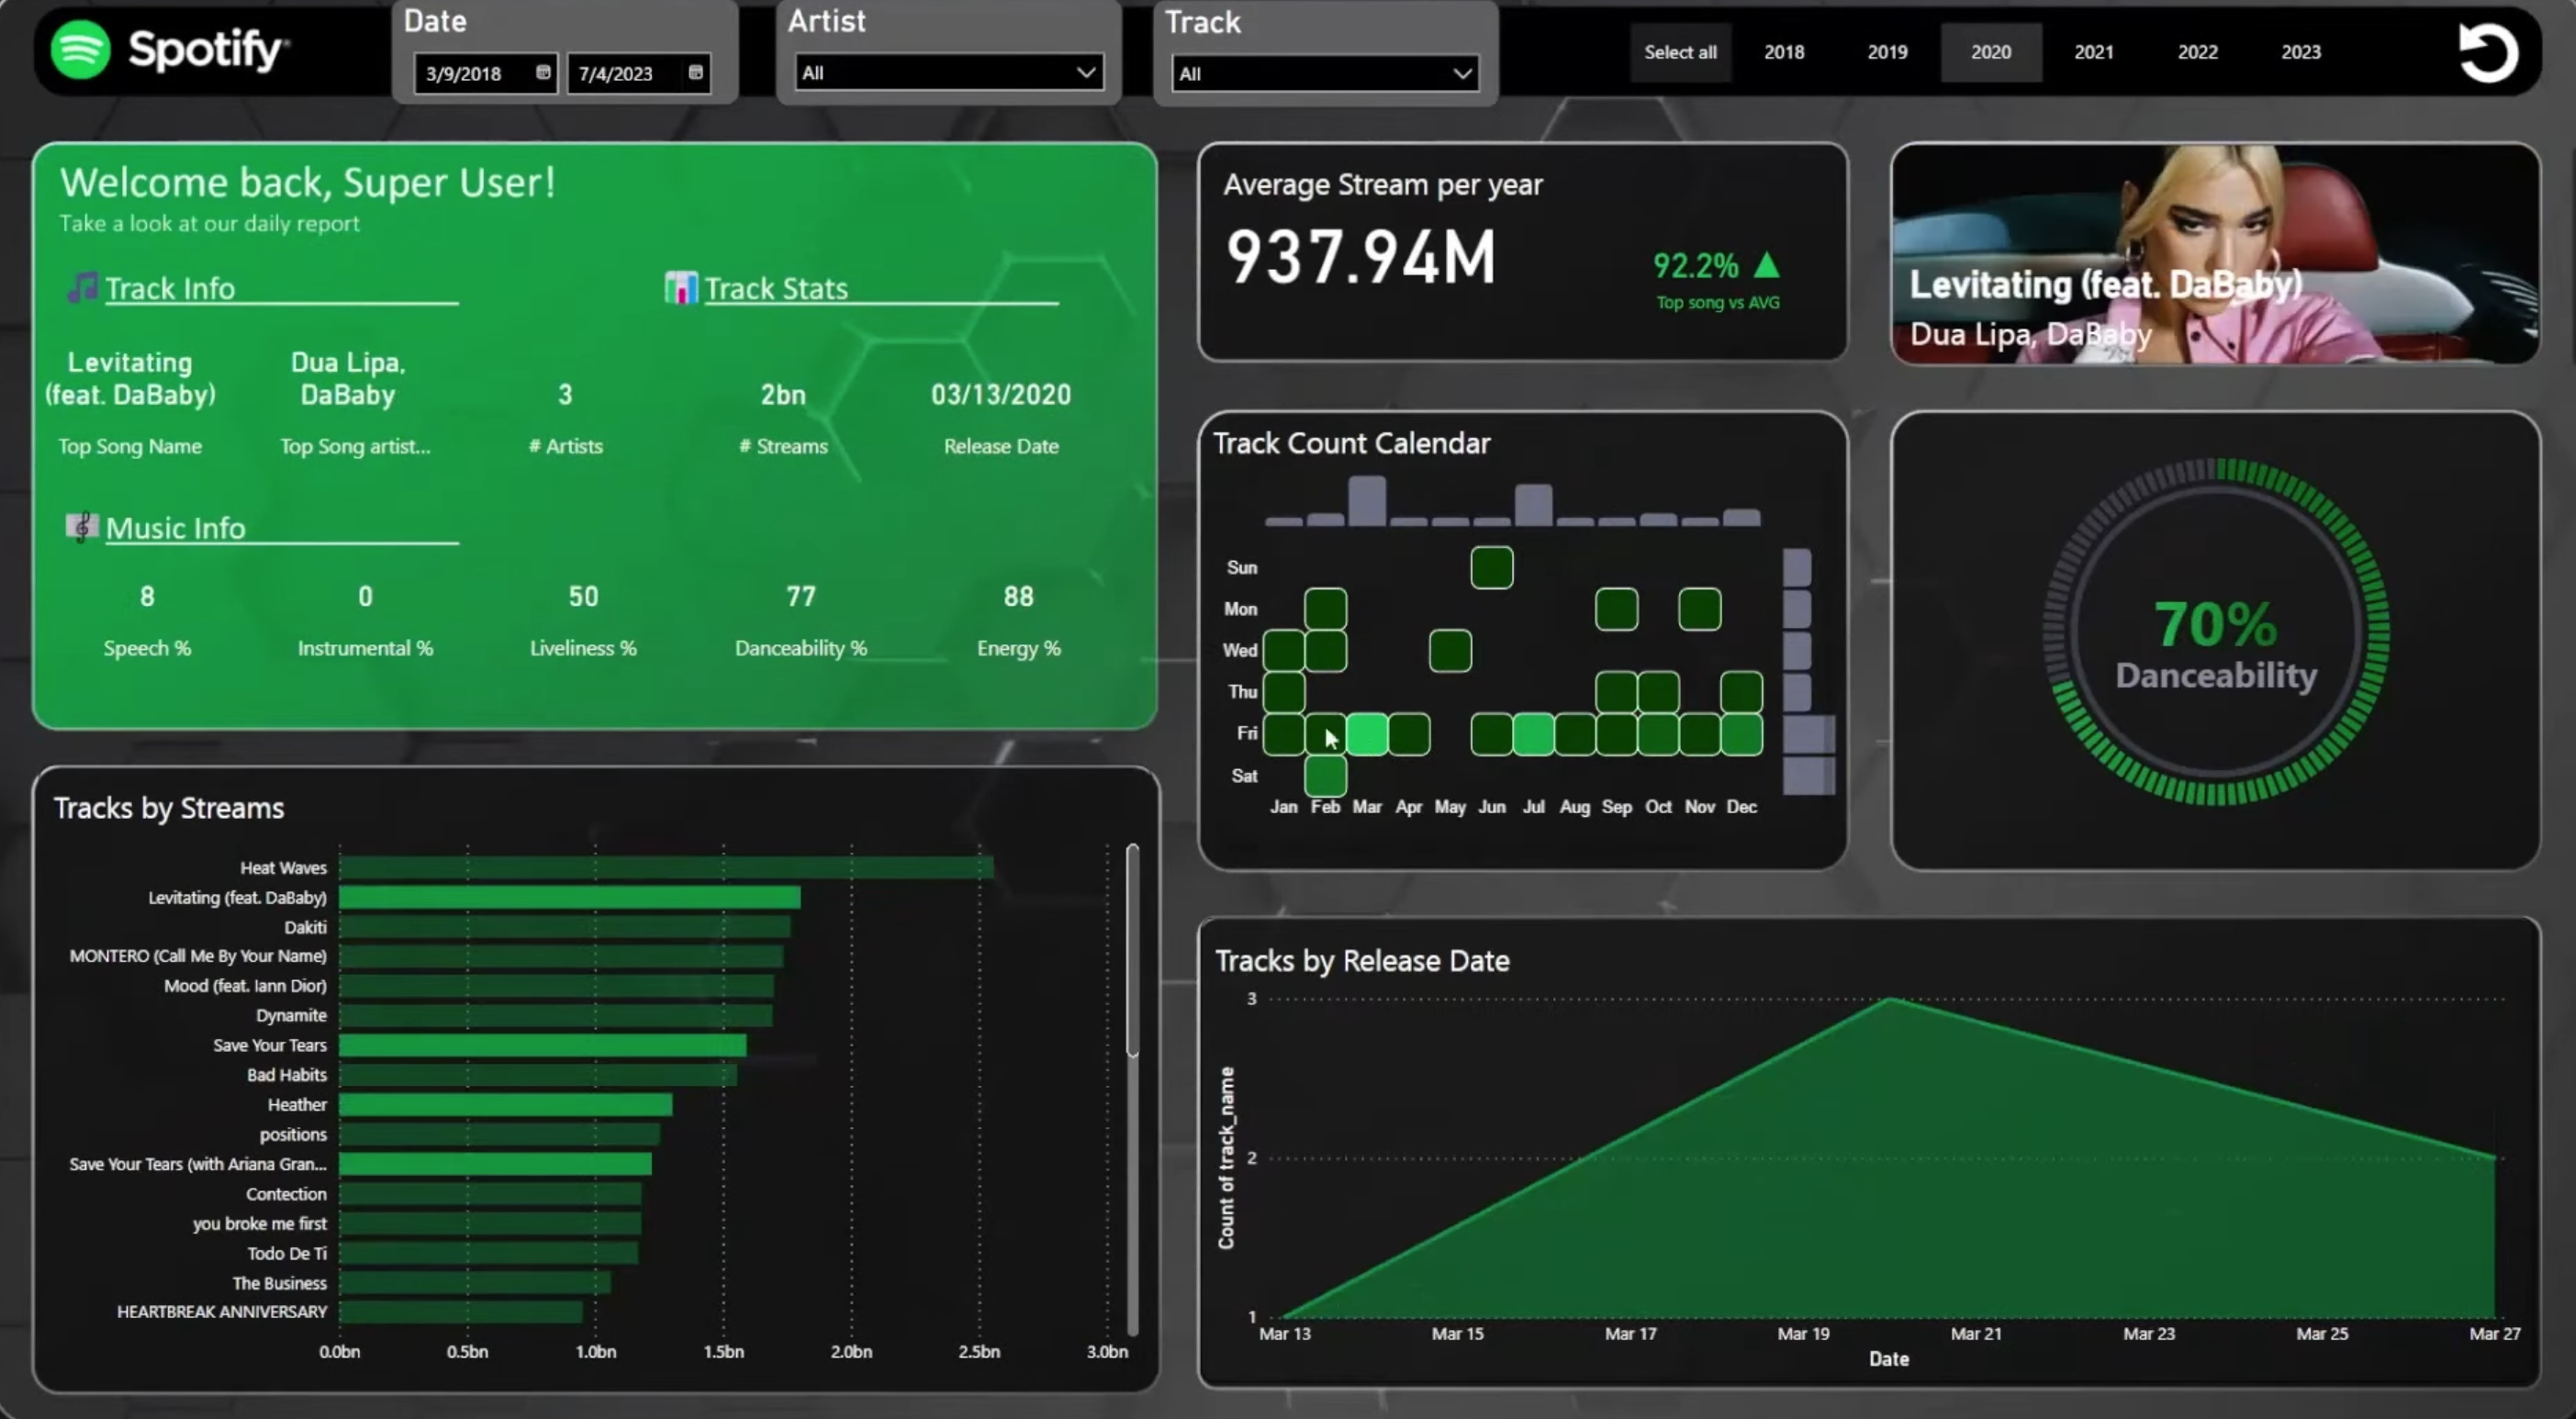 Spotify
Date
3/9/2018
7/4/2023
Artist
All
Track
All
Select all
2018
2019
2020
2021
2022
2023
Welcome back, Super User!
Take a look at our daily report
Track Info
Track Stats
Levitating
(feat. DaBaby)
Top Song Name
Dua Lipa,
DaBaby
Top Song artist...
3
# Artists
2bn
# Streams
03/13/2020
Release Date
Music Info
8
Speech %
0
Instrumental %
50
Liveliness %
77
Danceability %
88
Energy %
Average Stream per year
937.94M
92.2%
Top song vs AVG
Levitating (feat. DaBaby)
Dua Lipa, DaBaby
Track Count Calendar
Sun
Mon
Wed
Thu
Fri
Sat
Jan
Feb
Mar
Apr
May
Jun
Jul
Aug
Sep
Oct
Nov
Dec
70%
Danceability
Tracks by Streams
Heat Waves
Levitating (feat. DaBaby)
Dakiti
MONTERO (Call Me By Your Name)
Mood (feat. Iann Dior)
Dynamite
Save Your Tears
Bad Habits
Heather
positions
Save Your Tears (with Ariana Gran...
Contection
you broke me first
Todo De Ti
The Business
HEARTBREAK ANNIVERSARY
0.0bn
0.5bn
1.0bn
1.5bn
2.0bn
2.5bn
3.0bn
Tracks by Release Date
Count of track_name
3
2
1
Mar 13
Mar 15
Mar 17
Mar 19
Mar 21
Mar 23
Mar 25
Mar 27
Date